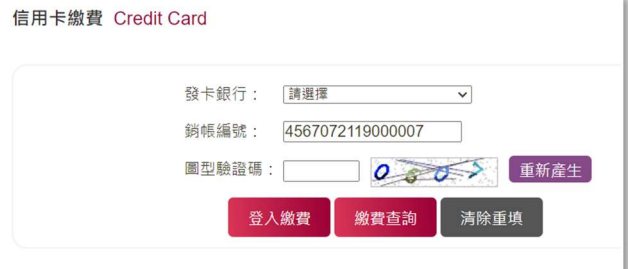 信用卡繳費 Credit Card
發卡銀行： 請選擇
銷帳編號： 4567072119000007
圖型驗證碼： 重新產生
登入繳費 繳費查詢 清除重填